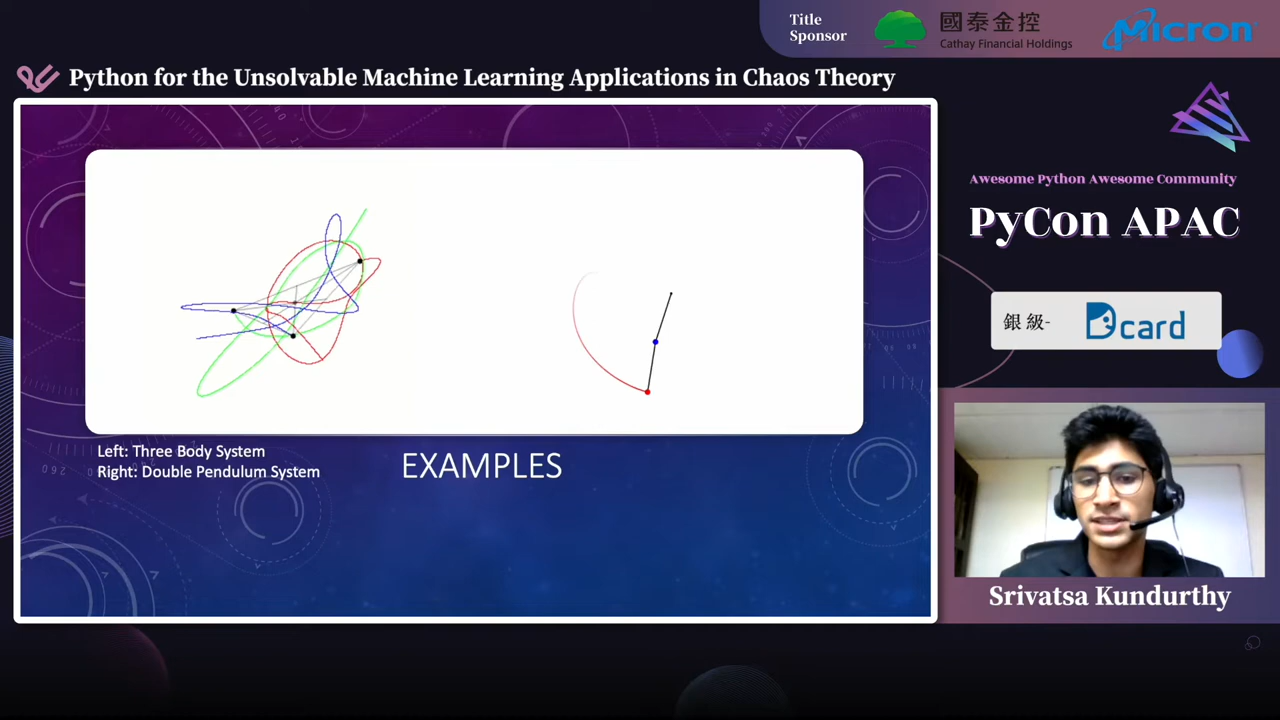 Title
Sponsor
國泰金控
Cathay Financial Holdings
Micron
Python for the Unsolvable Machine Learning Applications in Chaos Theory
Awesome Python Awesome Community
PyCon APAC
銀級-
Dcard
Left: Three Body System
Right: Double Pendulum System
EXAMPLES
Srivatsa Kundurthy